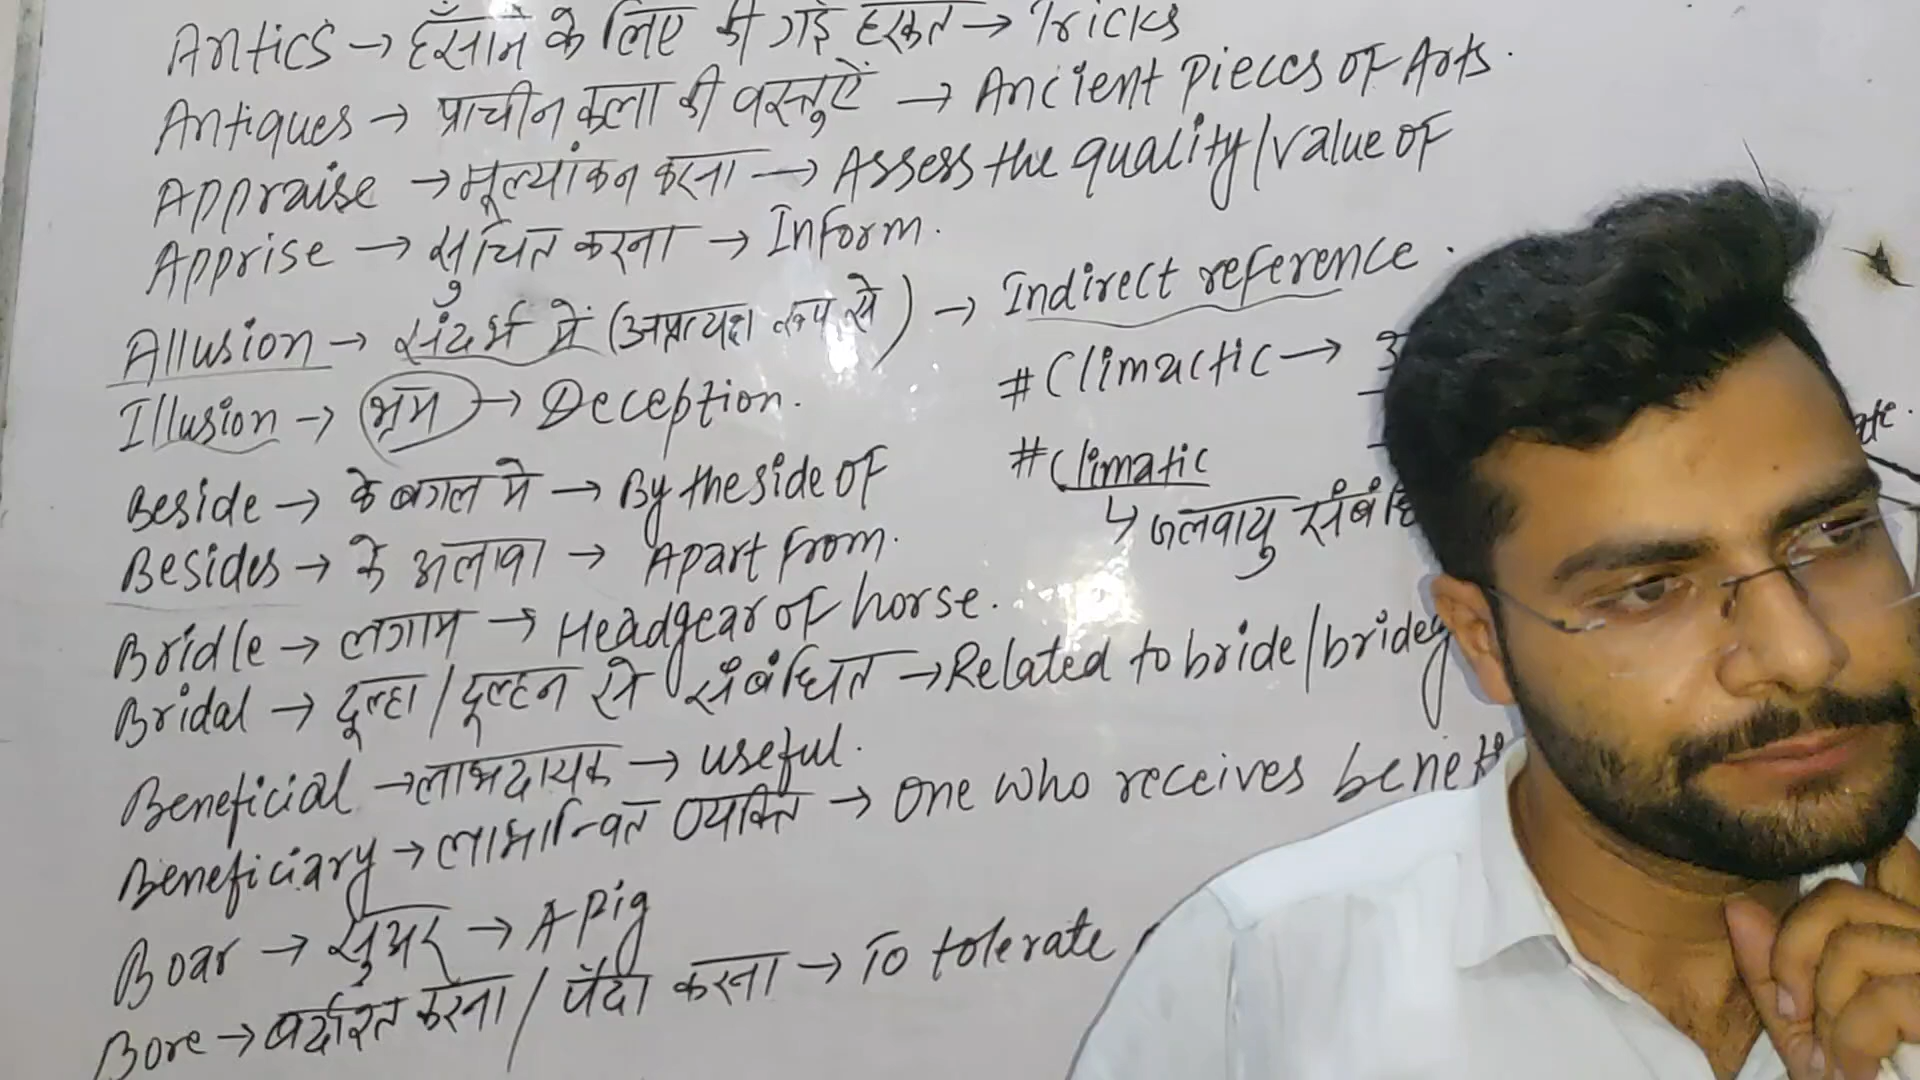 Antics → हँसाने के लिए की गई हरकत → Tricks
Antiques → प्राचीन कला की वस्तुऐं → Ancient pieces of Arts.
Appraise → मूल्यांकन करना → Assess the quality/value of
Apprise → सुचित करना → Inform.
Allusion → संदर्भ में (अप्रत्यक्ष रूप से) → Indirect reference.
Illusion → भ्रम → Deception.
#Climactic →
#Climatic
↳ जलवायु
Beside → के बगल मे → By the side of
Besides → के अलावा → Apart from.
Bridle → लगाम → Headgear of horse.
Bridal → दूल्हा/दूल्हन से संबंधित → Related to bride/brideg
Beneficial → लाभदायक → useful.
Beneficiary → लाभान्वित व्यक्ति → One who receives
Boar → सुअर → A pig
Bore → बर्दाश्त करना/पैदा करना → To tolerate